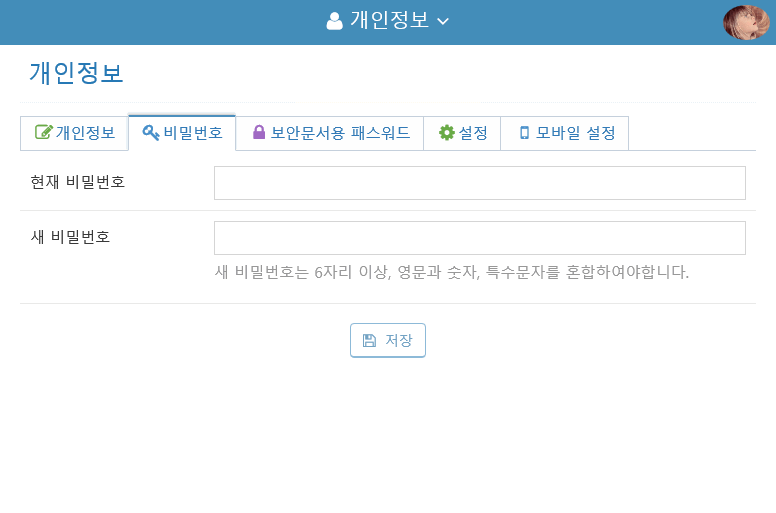 개인정보
개인정보
개인정보 비밀번호 보안문서용 패스워드 설정 모바일 설정
현재 비밀번호
새 비밀번호
새 비밀번호는 6자리 이상, 영문과 숫자, 특수문자를 혼합하여야합니다.
저장